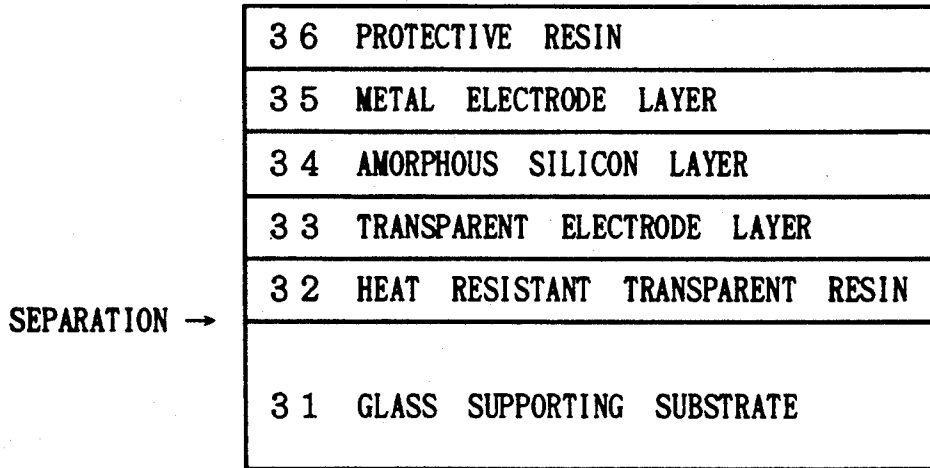 36 PROTECTIVE RESIN
35 METAL ELECTRODE LAYER
34 AMORPHOUS SILICON LAYER
33 TRANSPARENT ELECTRODE LAYER
32 HEAT RESISTANT TRANSPARENT RESIN
SEPARATION →
31 GLASS SUPPORTING SUBSTRATE